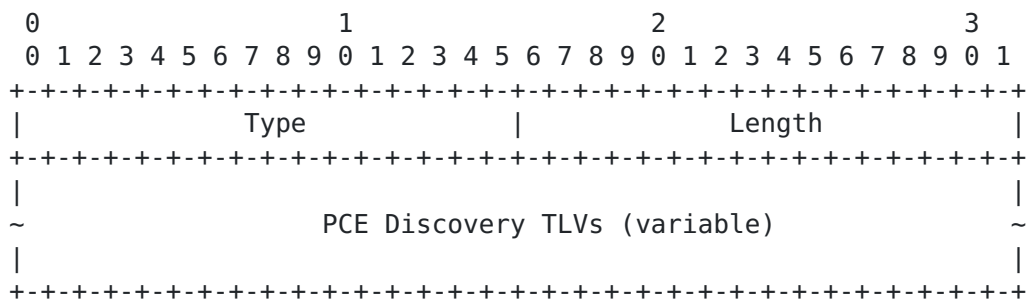 0                   1                   2                   3
 0 1 2 3 4 5 6 7 8 9 0 1 2 3 4 5 6 7 8 9 0 1 2 3 4 5 6 7 8 9 0 1
+-+-+-+-+-+-+-+-+-+-+-+-+-+-+-+-+-+-+-+-+-+-+-+-+-+-+-+-+-+-+-+-+
|              Type             |             Length            |
+-+-+-+-+-+-+-+-+-+-+-+-+-+-+-+-+-+-+-+-+-+-+-+-+-+-+-+-+-+-+-+-+
|                                                               |
~                   PCE Discovery TLVs (variable)               ~
|                                                               |
+-+-+-+-+-+-+-+-+-+-+-+-+-+-+-+-+-+-+-+-+-+-+-+-+-+-+-+-+-+-+-+-+